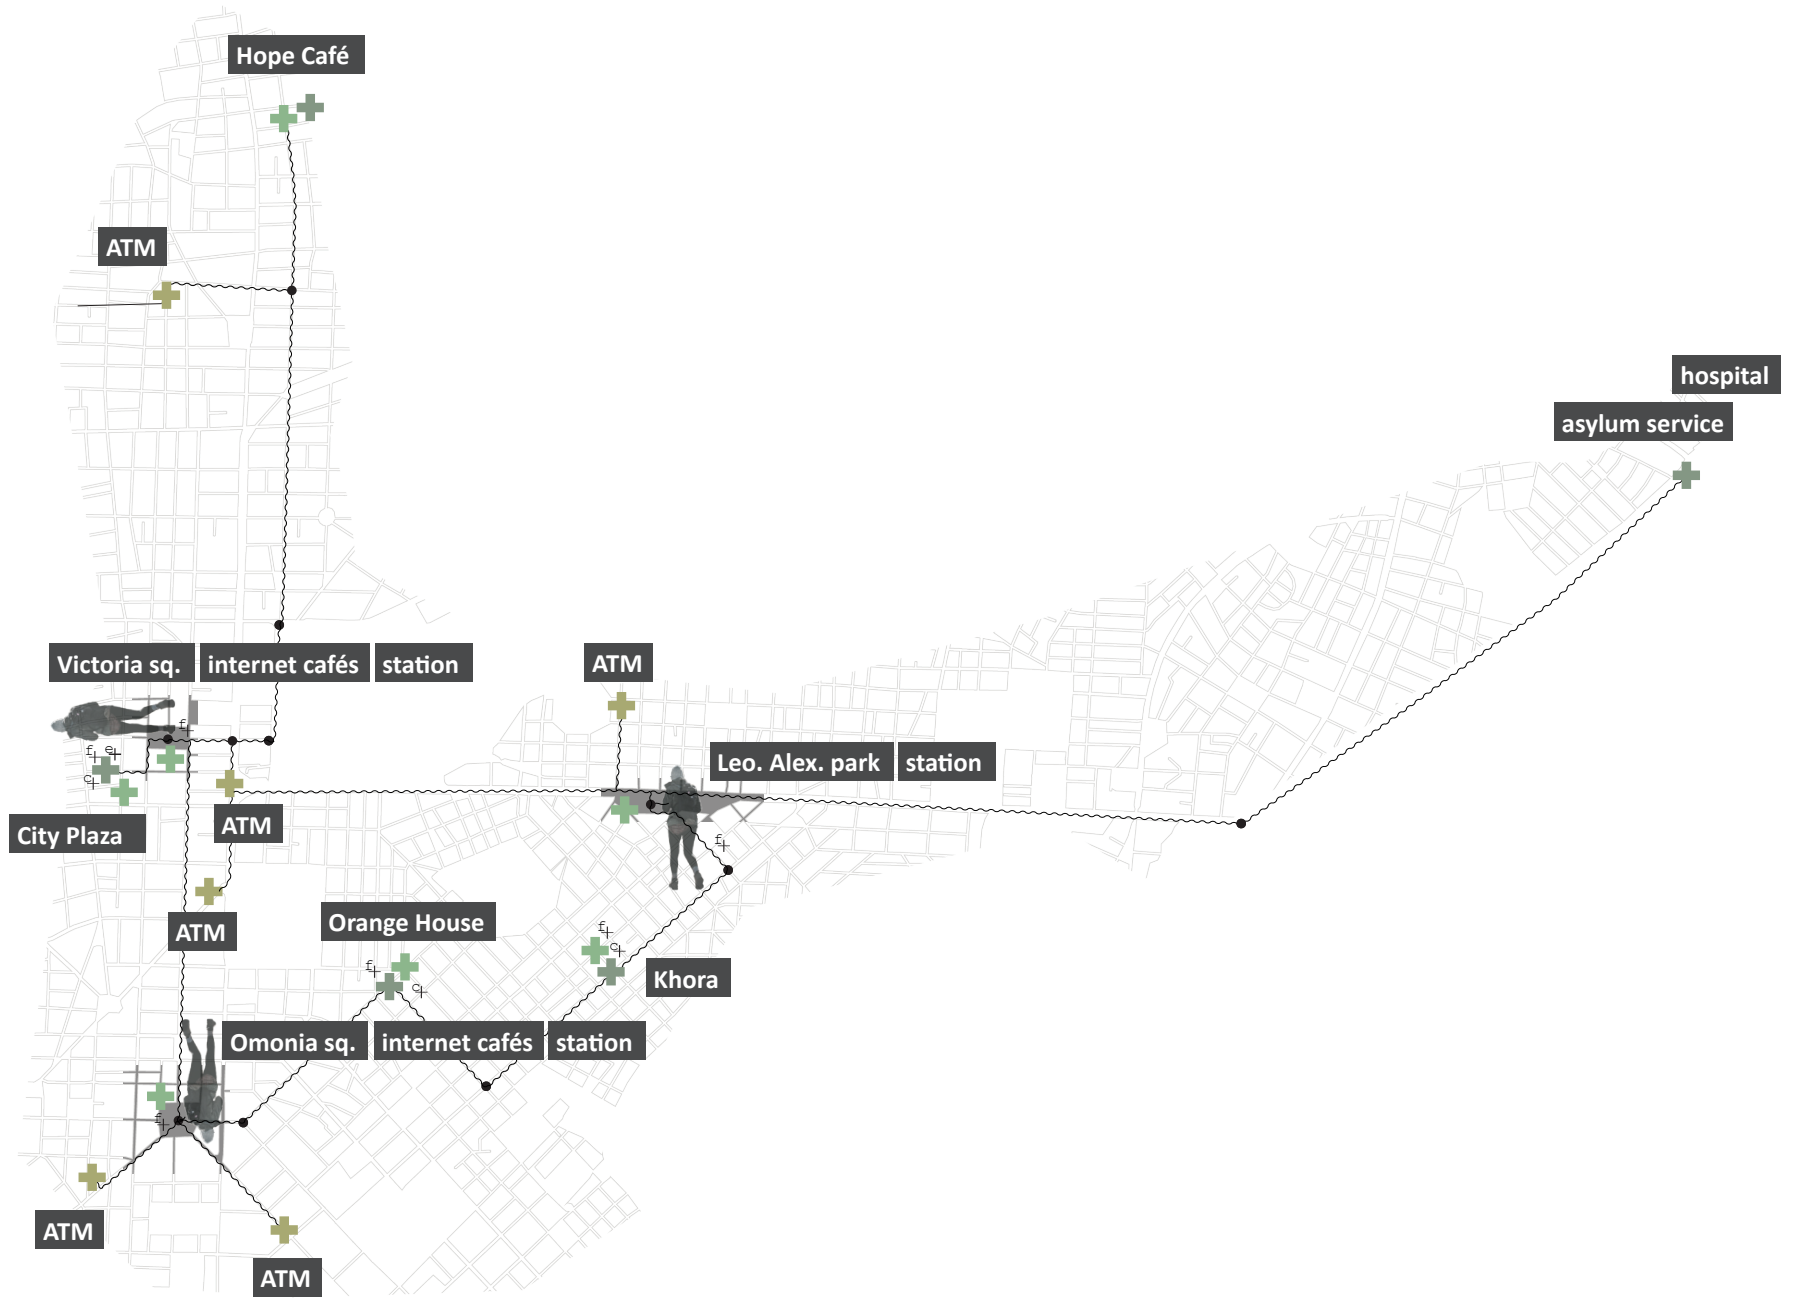 Hope Café
ATM
hospital
asylum service
Victoria sq. internet cafés station
ATM
f
f e
c
Leo. Alex. park station
City Plaza
ATM
f
Orange House
ATM
f
c
Khora
f
c
Omonia sq. internet cafés station
f
ATM
ATM